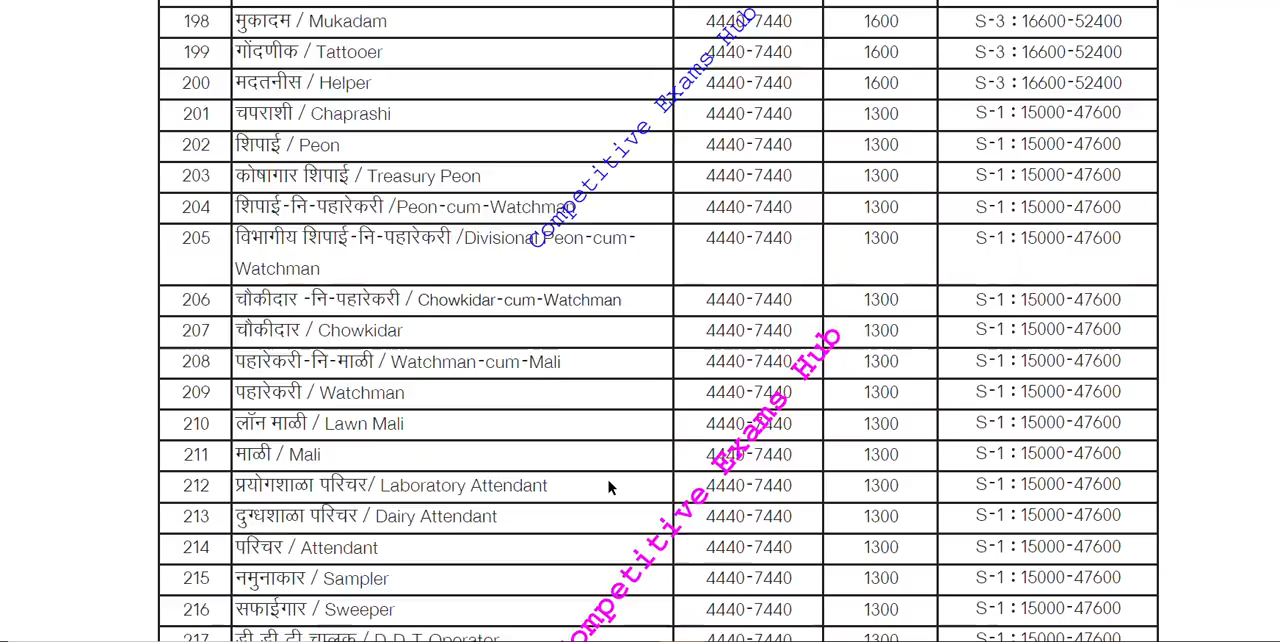 198 मुकादम / Mukadam 4440-7440 1600 S-3 : 16600-52400
199 गोंदणीक / Tattooer 4440-7440 1600 S-3 : 16600-52400
200 मदतनीस / Helper 4440-7440 1600 S-3 : 16600-52400
201 चपराशी / Chaprashi 4440-7440 1300 S-1 : 15000-47600
202 शिपाई / Peon 4440-7440 1300 S-1 : 15000-47600
203 कोषागार शिपाई / Treasury Peon 4440-7440 1300 S-1 : 15000-47600
204 शिपाई-नि-पहारेकरी /Peon-cum-Watchman 4440-7440 1300 S-1 : 15000-47600
205 विभागीय शिपाई-नि-पहारेकरी /Divisional Peon-cum- 4440-7440 1300 S-1 : 15000-47600
Watchman
206 चौकीदार -नि-पहारेकरी / Chowkidar-cum-Watchman 4440-7440 1300 S-1 : 15000-47600
207 चौकीदार / Chowkidar 4440-7440 1300 S-1 : 15000-47600
208 पहारेकरी-नि-माळी / Watchman-cum-Mali 4440-7440 1300 S-1 : 15000-47600
209 पहारेकरी / Watchman 4440-7440 1300 S-1 : 15000-47600
210 लॉन माळी / Lawn Mali 4440-7440 1300 S-1 : 15000-47600
211 माळी / Mali 4440-7440 1300 S-1 : 15000-47600
212 प्रयोगशाळा परिचर/ Laboratory Attendant 4440-7440 1300 S-1 : 15000-47600
213 दुग्धशाळा परिचर / Dairy Attendant 4440-7440 1300 S-1 : 15000-47600
214 परिचर / Attendant 4440-7440 1300 S-1 : 15000-47600
215 नमुनाकार / Sampler 4440-7440 1300 S-1 : 15000-47600
216 सफाईगार / Sweeper 4440-7440 1300 S-1 : 15000-47600
217 डी.डी.टी.चालक / D.D.T.Operator 4440-7440 1300 S-1 : 15000-47600
Competitive Exams Hub
Competitive Exams Hub